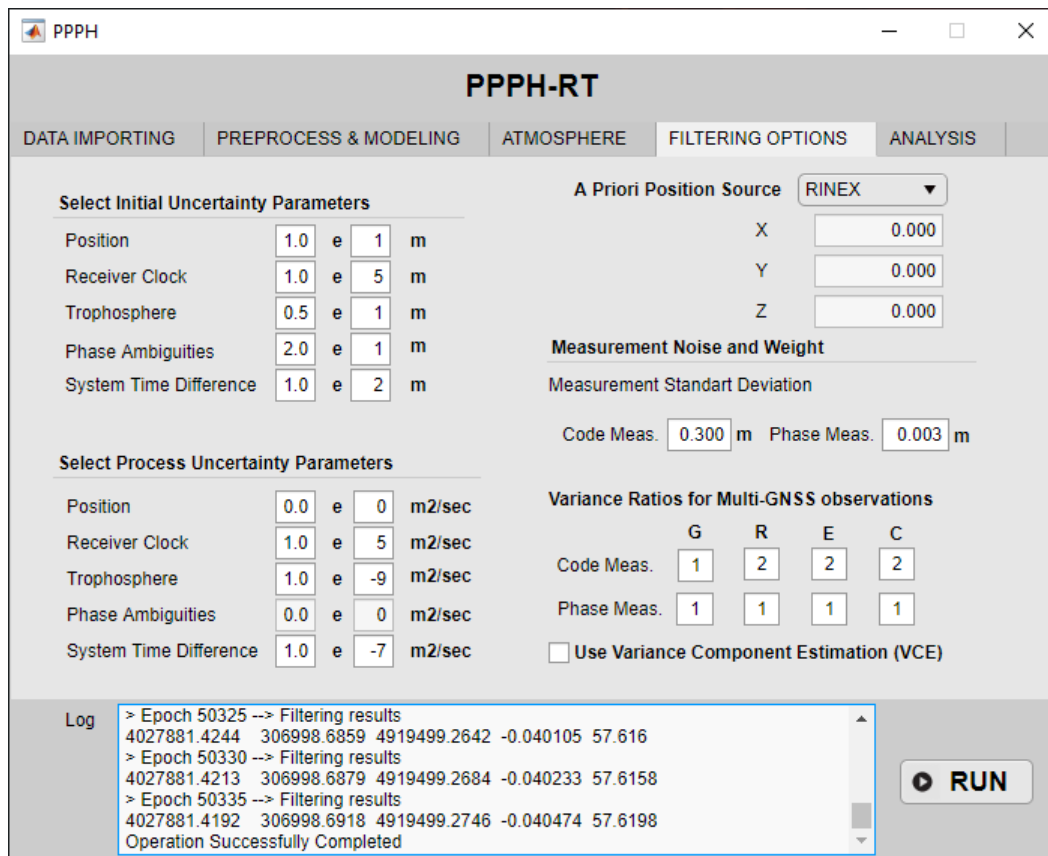 PPPH
PPPH-RT
DATA IMPORTING PREPROCESS & MODELING ATMOSPHERE FILTERING OPTIONS ANALYSIS
Select Initial Uncertainty Parameters
Position 1.0 e 1 m
Receiver Clock 1.0 e 5 m
Trophosphere 0.5 e 1 m
Phase Ambiguities 2.0 e 1 m
System Time Difference 1.0 e 2 m
Select Process Uncertainty Parameters
Position 0.0 e 0 m2/sec
Receiver Clock 1.0 e 5 m2/sec
Trophosphere 1.0 e -9 m2/sec
Phase Ambiguities 0.0 e 0 m2/sec
System Time Difference 1.0 e -7 m2/sec
A Priori Position Source RINEX
X 0.000
Y 0.000
Z 0.000
Measurement Noise and Weight
Measurement Standart Deviation
Code Meas. 0.300 m Phase Meas. 0.003 m
Variance Ratios for Multi-GNSS observations
G R E C
Code Meas. 1 2 2 2
Phase Meas. 1 1 1 1
Use Variance Component Estimation (VCE)
Log
> Epoch 50325 --> Filtering results
4027881.4244 306998.6859 4919499.2642 -0.040105 57.616
> Epoch 50330 --> Filtering results
4027881.4213 306998.6879 4919499.2684 -0.040233 57.6158
> Epoch 50335 --> Filtering results
4027881.4192 306998.6918 4919499.2746 -0.040474 57.6198
Operation Successfully Completed
RUN